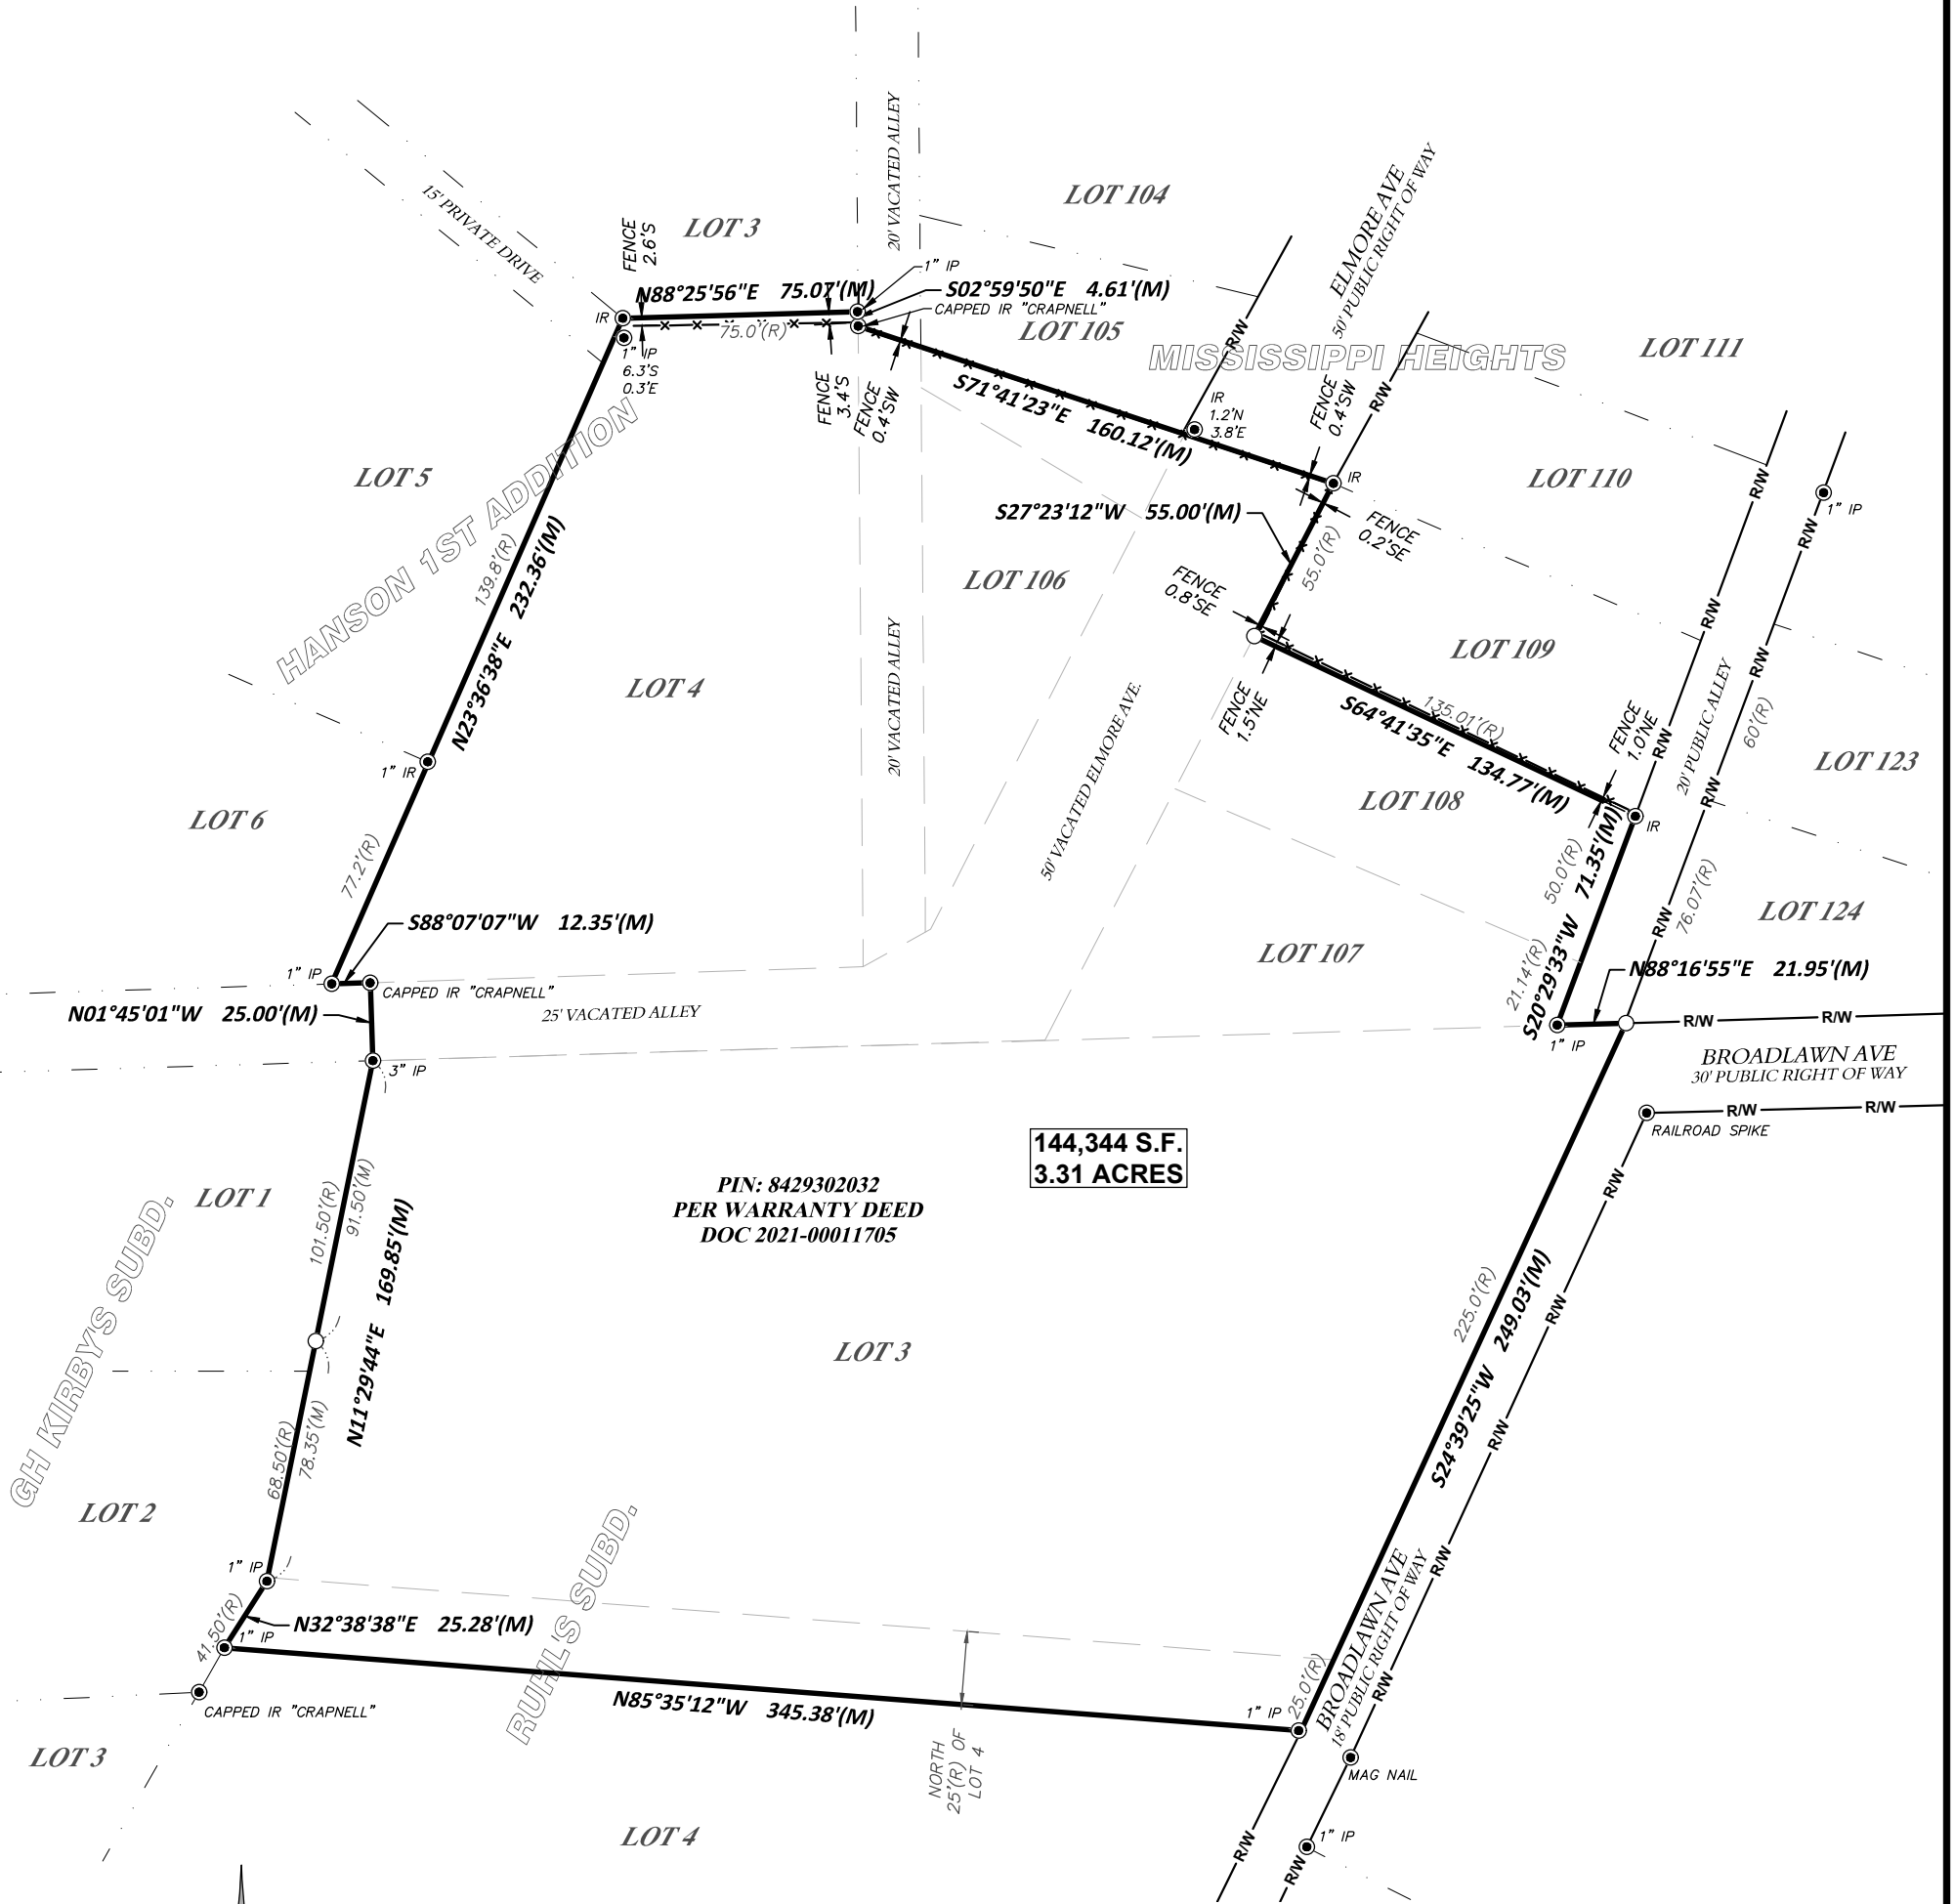 20' VACATED ALLEY
LOT 104
ELMORE AVE
50' PUBLIC RIGHT OF WAY
15' PRIVATE DRIVE
FENCE
2.6'S
LOT 3
1" IP
N88°25'56"E 75.07'(M)
S02°59'50"E 4.61'(M)
CAPPED IR "CRAPNELL"
IR
75.0'(R)
LOT 105
R/W
MISSISSIPPI HEIGHTS
LOT 111
1" IP
6.3'S
0.3'E
FENCE
3.4'S
FENCE
0.4'SW
S71°41'23"E 160.12'(M)
IR
1.2'N
3.8'E
FENCE
0.4'SW
R/W
HANSON 1ST ADDITION
LOT 5
IR
LOT 110
R/W
1" IP
R/W
S27°23'12"W 55.00'(M)
FENCE
0.2'SE
139.8'(R)
N23°36'38"E 232.36'(M)
LOT 106
55.0'(R)
FENCE
0.8'SE
R/W
LOT 109
R/W
20' VACATED ALLEY
LOT 4
50' VACATED ELMORE AVE.
FENCE
1.5'NE
135.01'(R)
S64°41'35"E 134.77'(M)
FENCE
1.0'NE
R/W
20' PUBLIC ALLEY
60'(R)
LOT 123
1" IR
R/W
LOT 108
LOT 6
IR
77.2'(R)
50.0'(R)
S20°29'33"W 71.35'(M)
R/W
76.07'(R)
LOT 124
S88°07'07"W 12.35'(M)
LOT 107
21.14'(R)
N88°16'55"E 21.95'(M)
1" IP
CAPPED IR "CRAPNELL"
N01°45'01"W 25.00'(M)
25' VACATED ALLEY
R/W
R/W
1" IP
BROADLAWN AVE
30' PUBLIC RIGHT OF WAY
3" IP
R/W
R/W
RAILROAD SPIKE
144,344 S.F.
3.31 ACRES
LOT 1
101.50'(R)
91.50'(M)
PIN: 8429302032
PER WARRANTY DEED
DOC 2021-00011705
R/W
GH KIRBY'S SUBD.
N11°29'44"E 169.85'(M)
225.0'(R)
S24°39'25"W 249.03'(M)
R/W
LOT 3
68.50'(R)
78.35'(M)
R/W
LOT 2
RUHL'S SUBD.
1" IP
R/W
41.50'(R)
N32°38'38"E 25.28'(M)
1" IP
BROADLAWN AVE
18' PUBLIC RIGHT OF WAY
25.0'(R)
R/W
CAPPED IR "CRAPNELL"
N85°35'12"W 345.38'(M)
1" IP
LOT 3
NORTH
25'(R) OF
LOT 4
MAG NAIL
LOT 4
R/W
1" IP
R/W